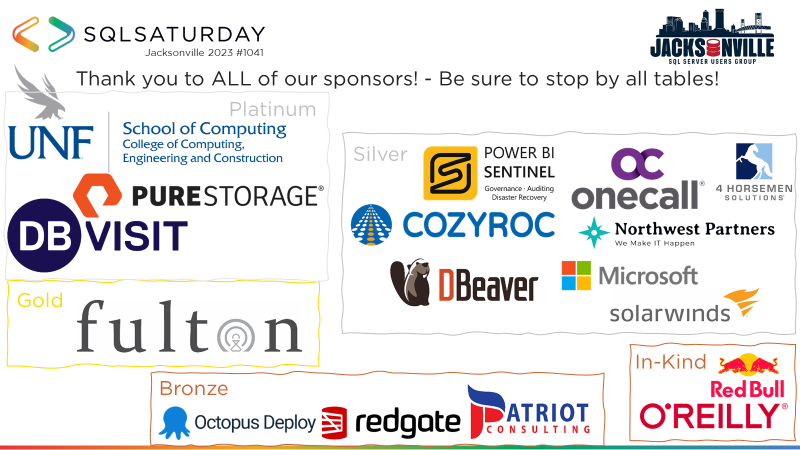 SQLSATURDAY
Jacksonville 2023 #1041
JACKSONVILLE
SQL SERVER USERS GROUP
Thank you to ALL of our sponsors! - Be sure to stop by all tables!
Platinum
UNF
School of Computing
College of Computing,
Engineering and Construction
PURESTORAGE®
DBVISIT
Silver
POWER BI
SENTINEL
Governance · Auditing
Disaster Recovery
onecall®
4 HORSEMEN
SOLUTIONS
COZYROC
Northwest Partners
We Make IT Happen
DBeaver
Microsoft
solarwinds
Gold
fulton
Bronze
Octopus Deploy
redgate
PATRIOT
CONSULTING
In-Kind
Red Bull
O'REILLY®